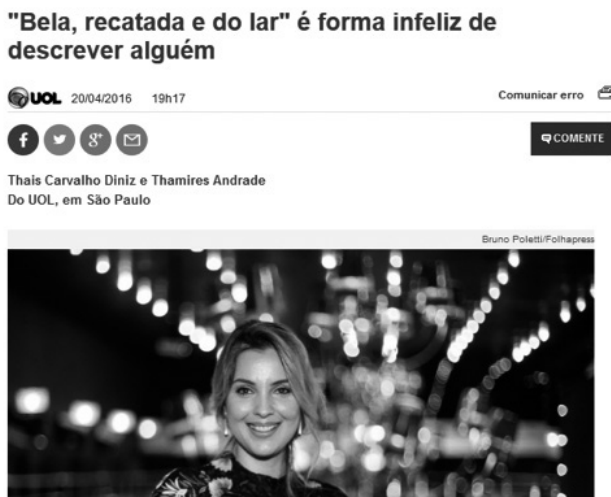 "Bela, recatada e do lar" é forma infeliz de
descrever alguém
UOL 20/04/2016 19h17
Comunicar erro
f g+
COMENTE
Thais Carvalho Diniz e Thamires Andrade
Do UOL, em São Paulo
Bruno Poletti/Folhapress